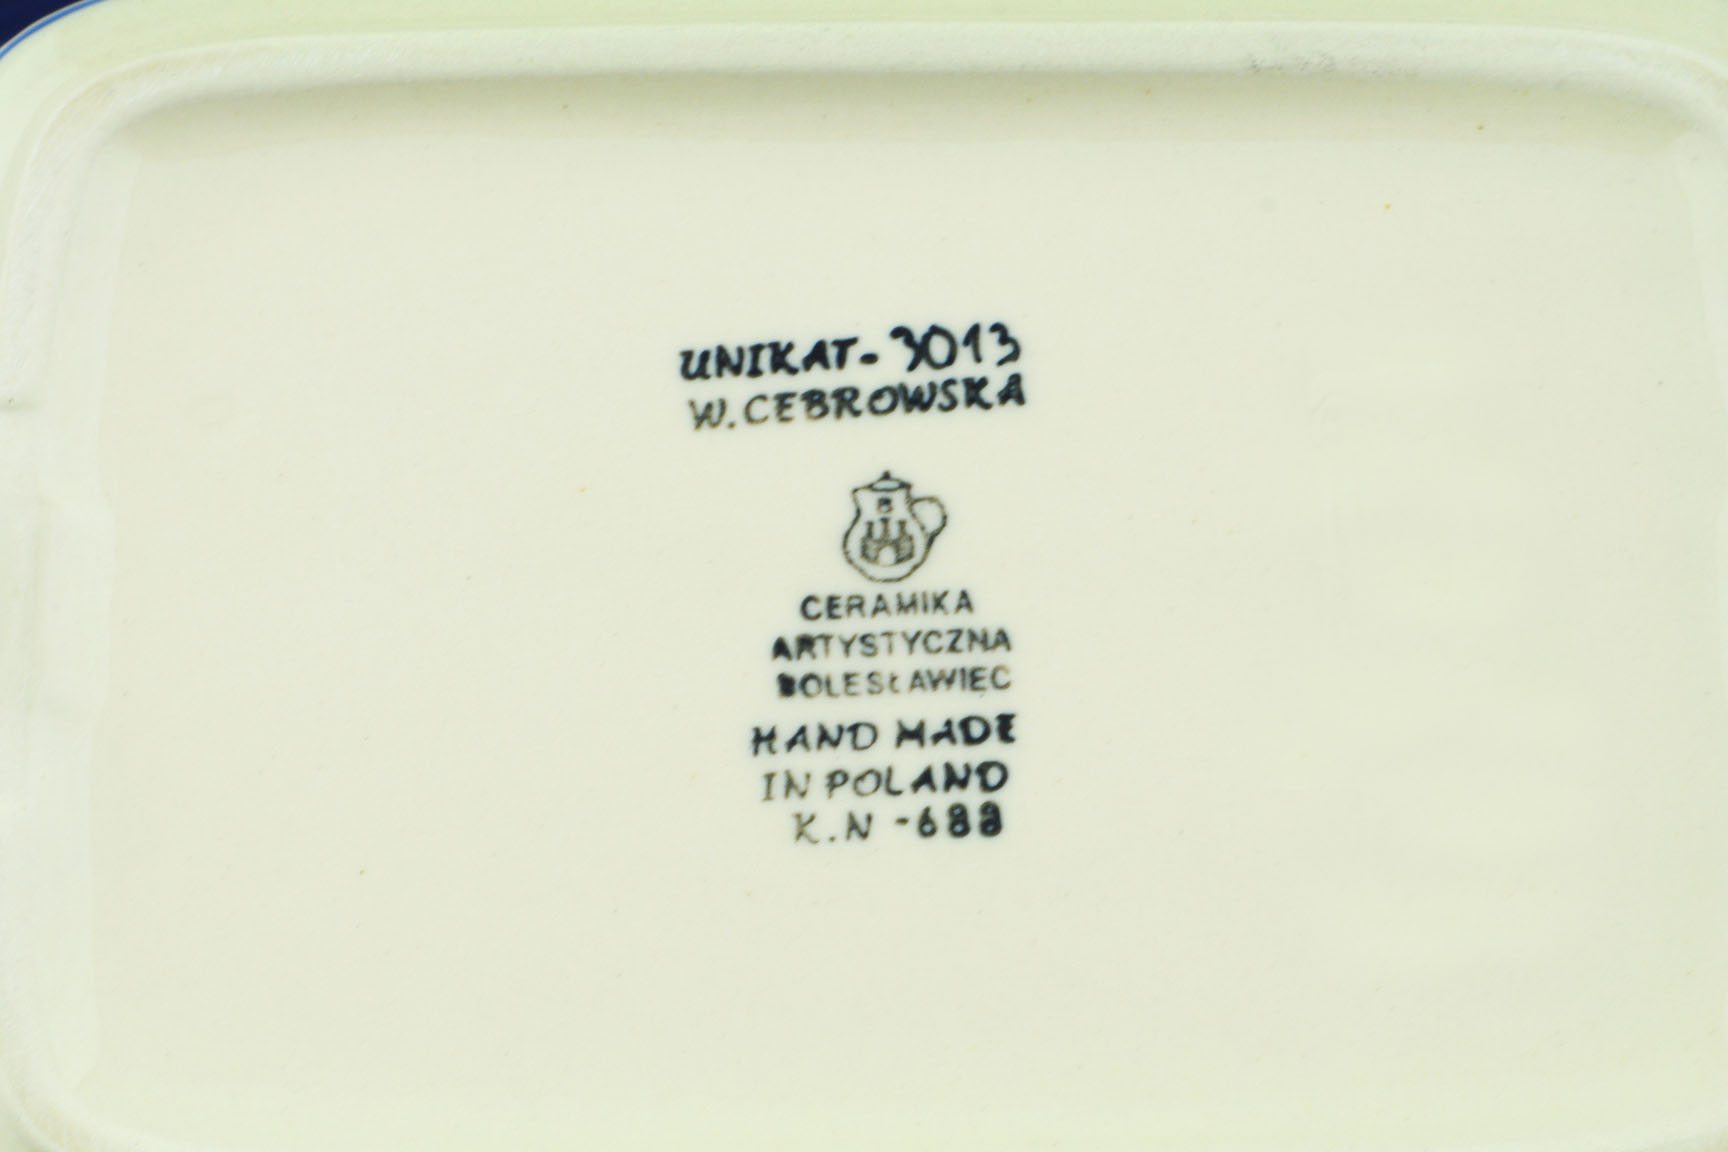 UNIKAT- 3013
W. CEBROWSKA
B
CERAMIKA
ARTYSTYCZNA
BOLESŁAWIEC
HAND MADE
IN POLAND
K.N -688